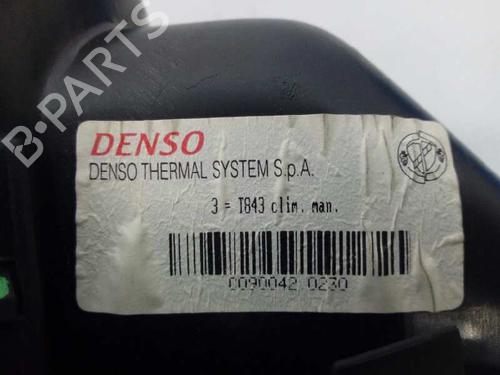 DENSO
DENSO THERMAL SYSTEM S.p.A.
3 = T843 clim. man.
C090042 0230
B-PARTS